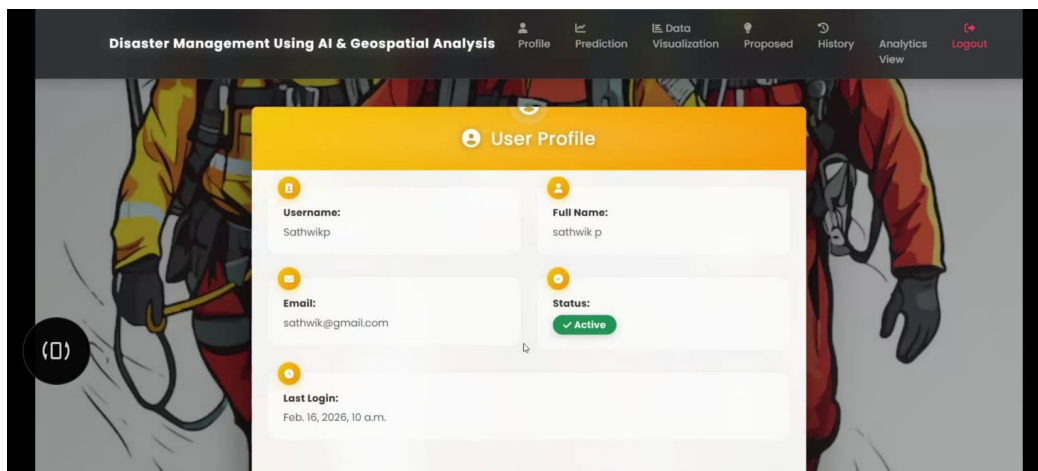 Disaster Management Using AI & Geospatial Analysis
Profile
Prediction
Data
Visualization
Proposed
History
Analytics
View
Logout
User Profile
Username:
Sathwikp
Full Name:
sathwik p
Email:
sathwik@gmail.com
Status:
Active
Last Login:
Feb. 16, 2026, 10 a.m.